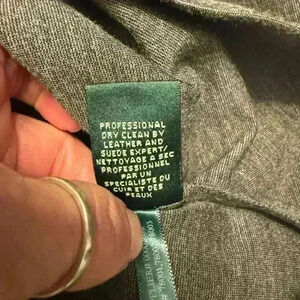 PROFESSIONAL
DRY CLEAN BY
LEATHER AND
SUEDE EXPERT/
NETTOYAGE A SEC
PROFESSIONNEL
PAR UN
SPECIALISTE DU
CUIR ET DES
PEAUX